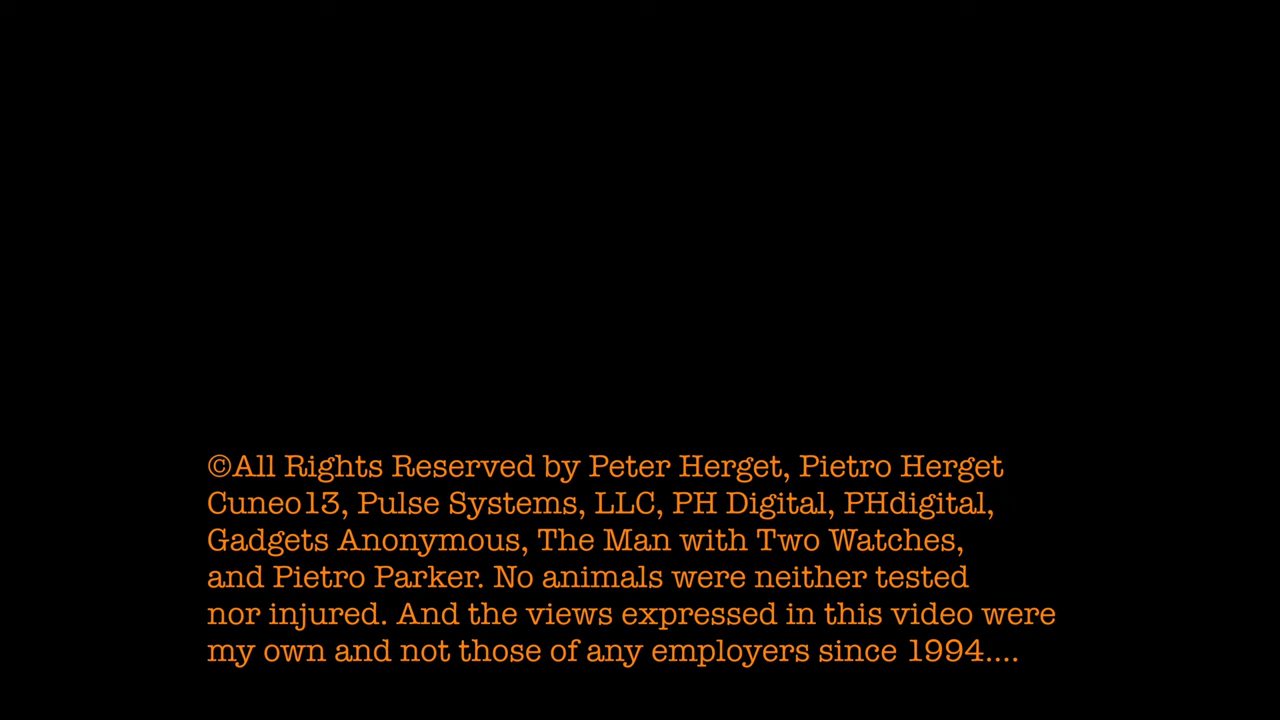 ©All Rights Reserved by Peter Herget, Pietro Herget
Cuneo13, Pulse Systems, LLC, PH Digital, PHdigital,
Gadgets Anonymous, The Man with Two Watches,
and Pietro Parker. No animals were neither tested
nor injured. And the views expressed in this video were
my own and not those of any employers since 1994....